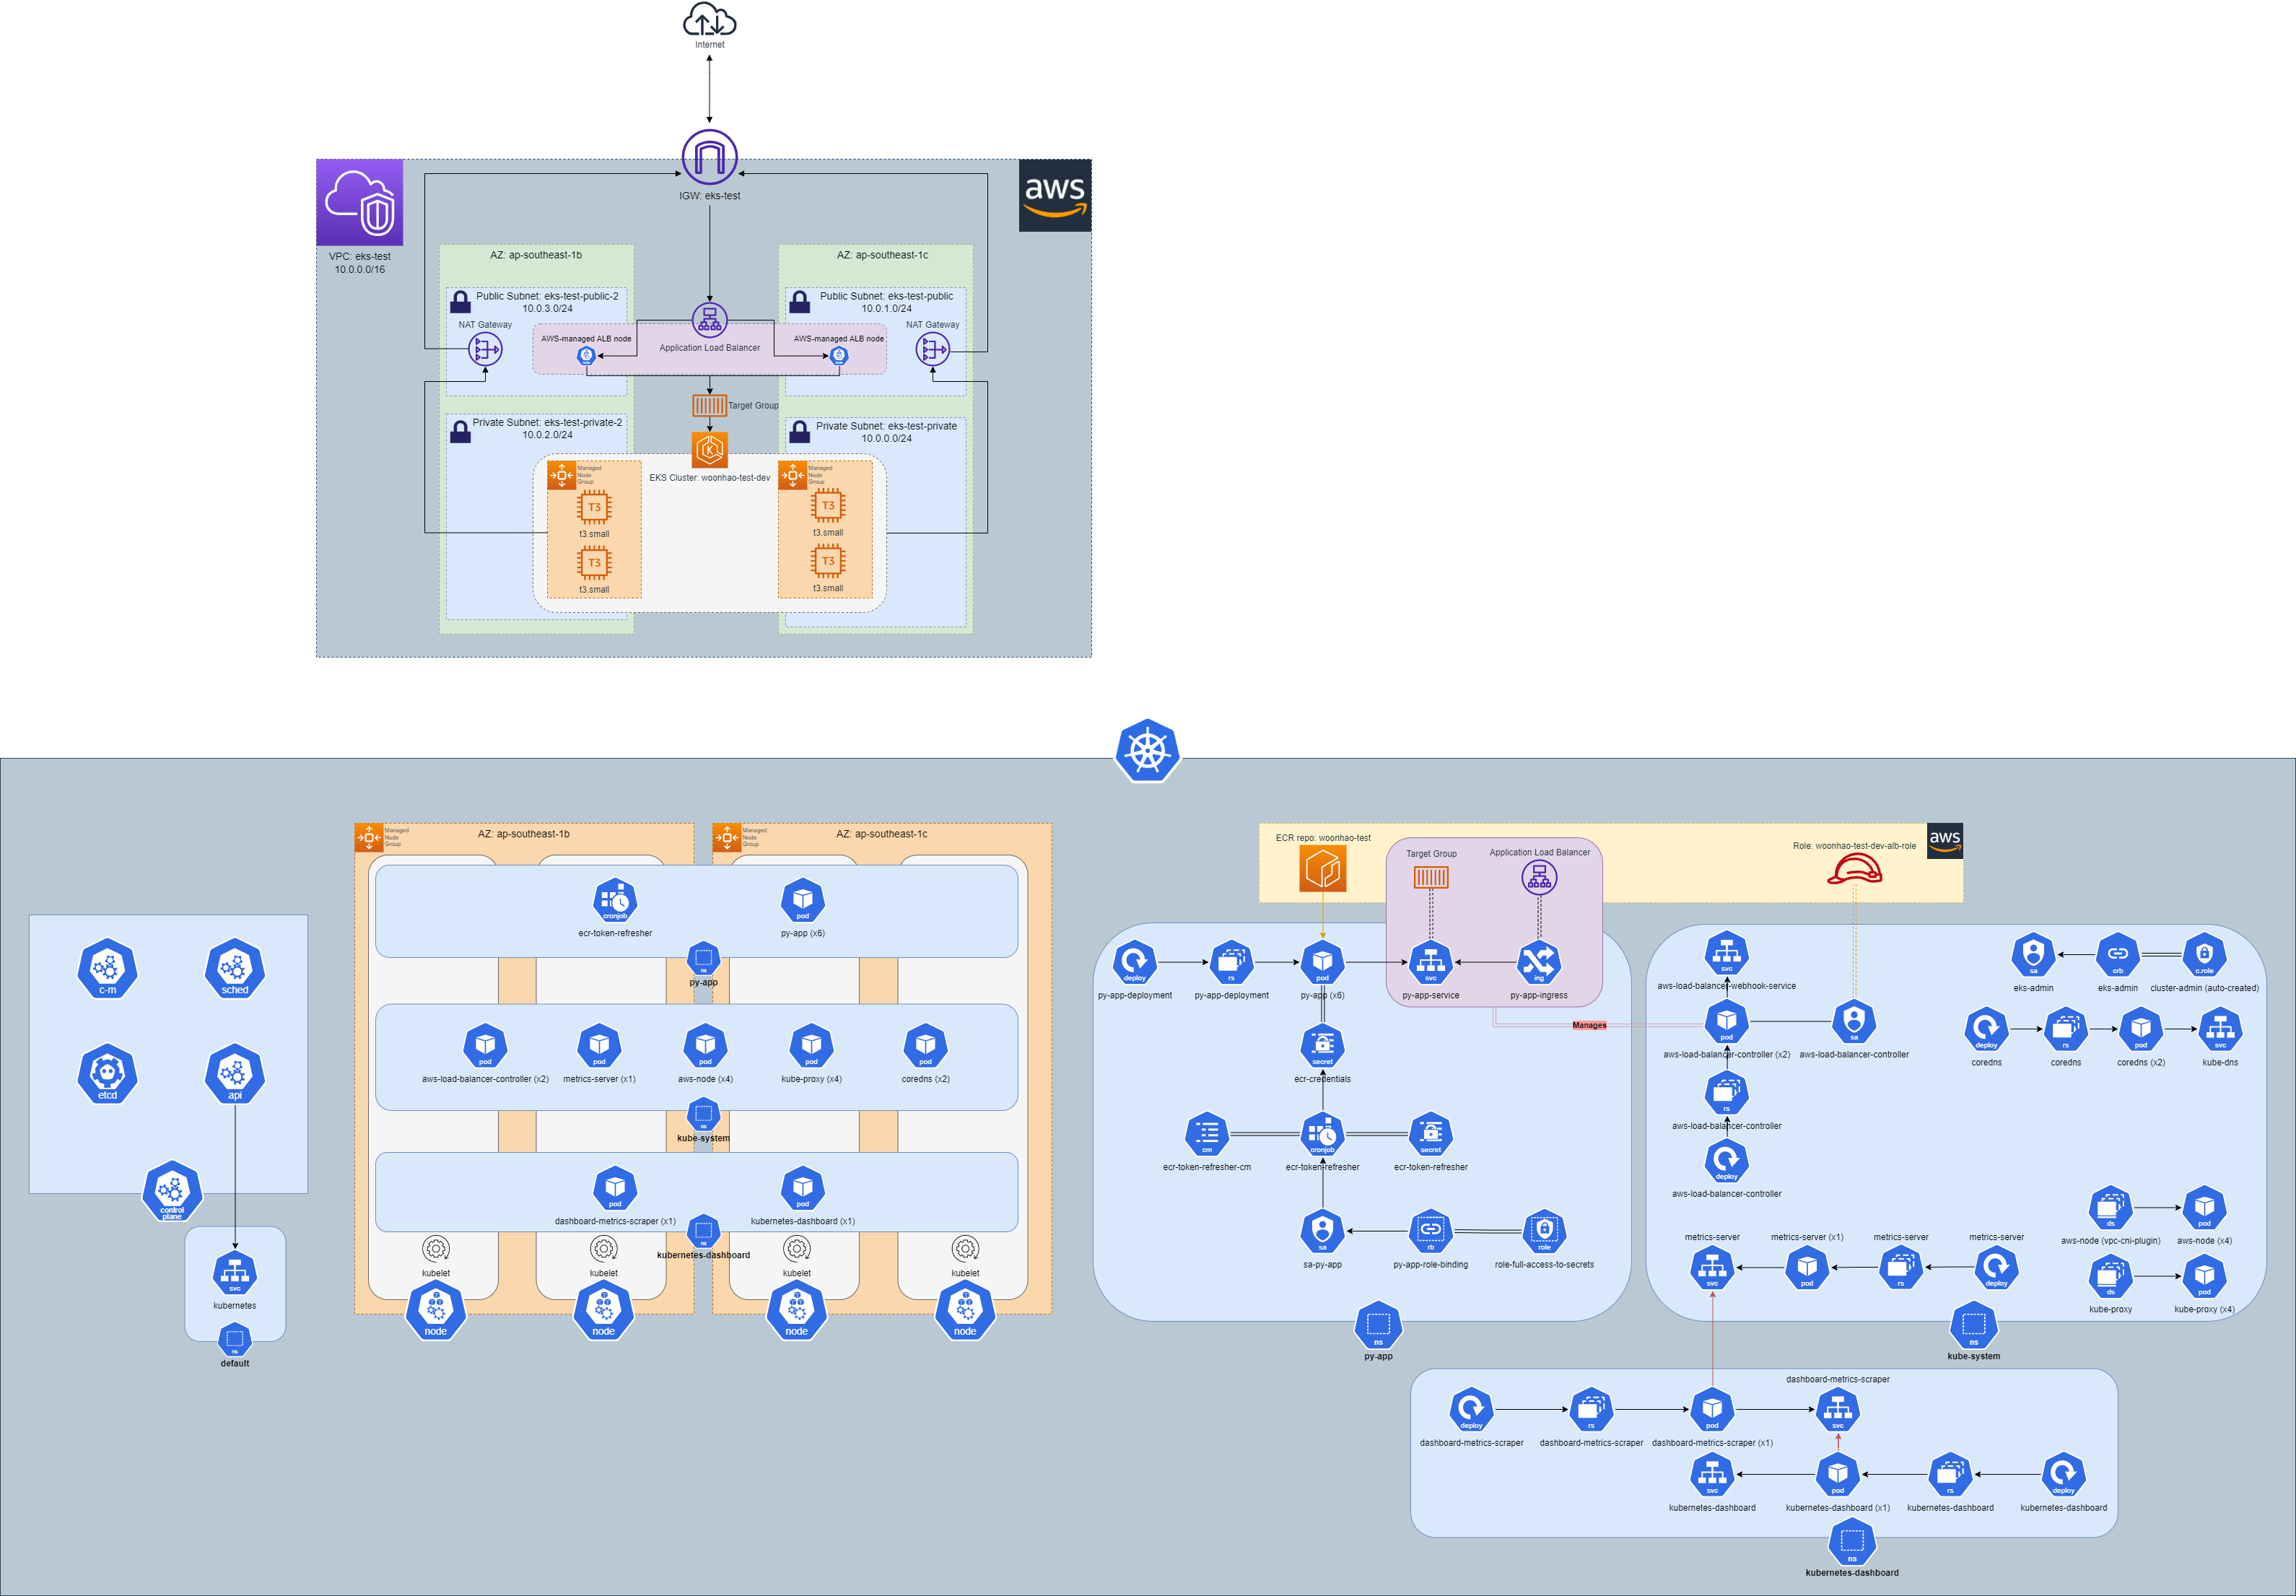 Internet
IGW: eks-test
aws
VPC: eks-test
10.0.0.0/16
AZ: ap-southeast-1b
AZ: ap-southeast-1c
Public Subnet: eks-test-public-2
10.0.3.0/24
Public Subnet: eks-test-public
10.0.1.0/24
NAT Gateway
NAT Gateway
AWS-managed ALB node
Application Load Balancer
AWS-managed ALB node
Target Group
Private Subnet: eks-test-private-2
10.0.2.0/24
Private Subnet: eks-test-private
10.0.0.0/24
Managed
Node
Group
EKS Cluster: woonhao-test-dev
Managed
Node
Group
T3
t3.small
T3
t3.small
T3
t3.small
T3
t3.small
c-m
sched
etcd
api
control
plane
svc
kubernetes
ns
default
Managed
Node
Group
AZ: ap-southeast-1b
Managed
Node
Group
AZ: ap-southeast-1c
cronjob
ecr-token-refresher
pod
py-app (x6)
ns
py-app
pod
aws-load-balancer-controller (x2)
pod
metrics-server (x1)
pod
aws-node (x4)
pod
kube-proxy (x4)
pod
coredns (x2)
ns
kube-system
pod
dashboard-metrics-scraper (x1)
pod
kubernetes-dashboard (x1)
ns
kubernetes-dashboard
kubelet
kubelet
kubelet
kubelet
node
node
node
node
ECR repo: woonhao-test
Target Group
Application Load Balancer
Role: woonhao-test-dev-alb-role
aws
deploy
py-app-deployment
rs
py-app-deployment
pod
py-app (x6)
svc
py-app-service
ing
py-app-ingress
Manages
secret
ecr-credentials
cm
ecr-token-refresher-cm
cronjob
ecr-token-refresher
secret
ecr-token-refresher
sa
sa-py-app
rb
py-app-role-binding
role
role-full-access-to-secrets
ns
py-app
svc
aws-load-balancer-webhook-service
pod
aws-load-balancer-controller (x2)
sa
aws-load-balancer-controller
rs
aws-load-balancer-controller
deploy
aws-load-balancer-controller
sa
eks-admin
crb
eks-admin
c.role
cluster-admin (auto-created)
deploy
coredns
rs
coredns
pod
coredns (x2)
svc
kube-dns
ds
aws-node (vpc-cni-plugin)
pod
aws-node (x4)
metrics-server
svc
metrics-server (x1)
pod
metrics-server
rs
metrics-server
deploy
ds
kube-proxy
pod
kube-proxy (x4)
ns
kube-system
deploy
dashboard-metrics-scraper
rs
dashboard-metrics-scraper
pod
dashboard-metrics-scraper (x1)
dashboard-metrics-scraper
svc
svc
kubernetes-dashboard
pod
kubernetes-dashboard (x1)
rs
kubernetes-dashboard
deploy
kubernetes-dashboard
ns
kubernetes-dashboard